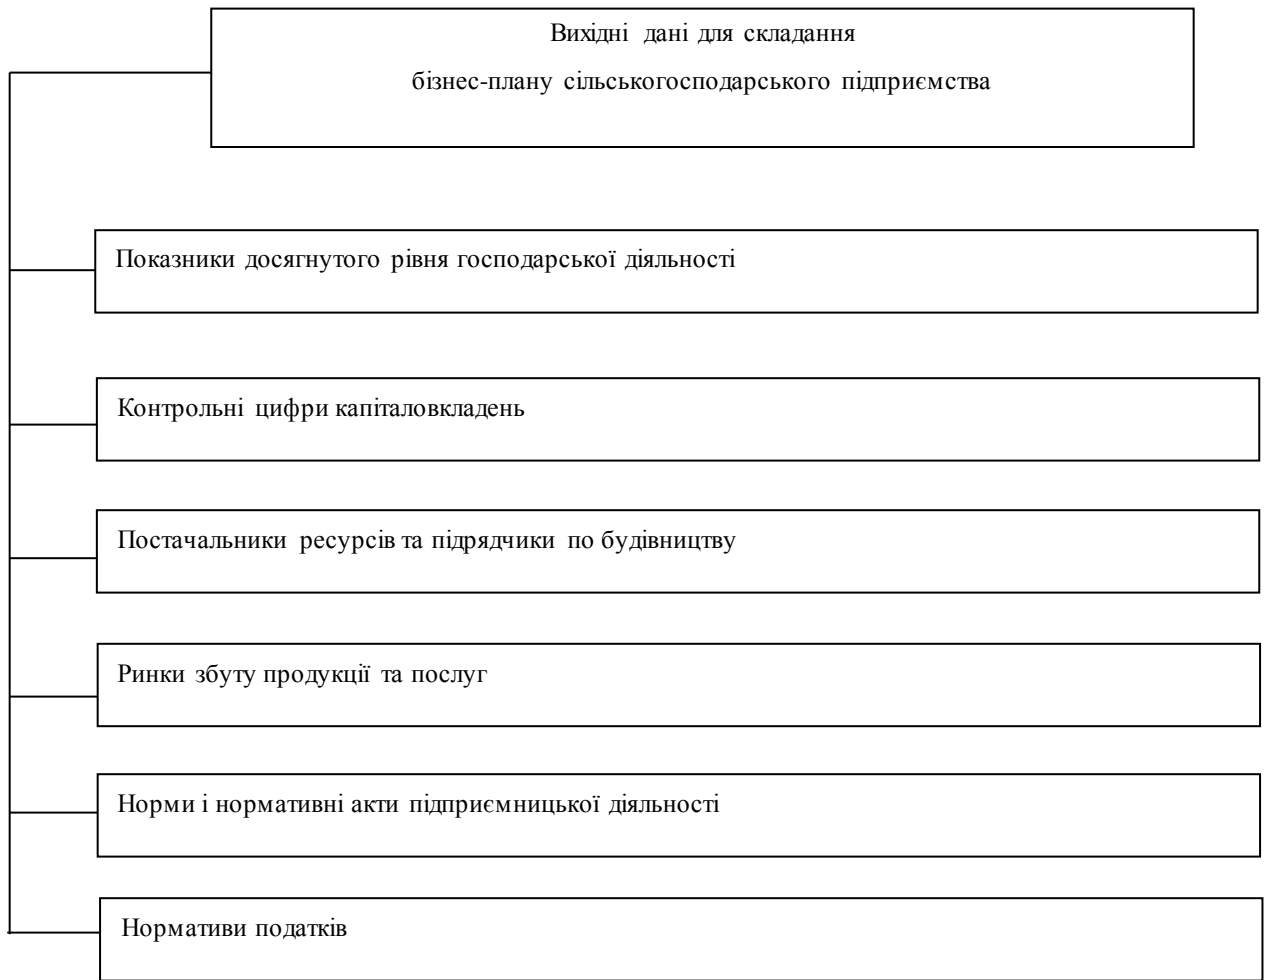 Вихідні дані для складання
бізнес-плану сільськогосподарського підприємства
Показники досягнутого рівня господарської діяльності
Контрольні цифри капіталовкладень
Постачальники ресурсів та підрядчики по будівництву
Ринки збуту продукції та послуг
Норми і нормативні акти підприємницької діяльності
Нормативи податків